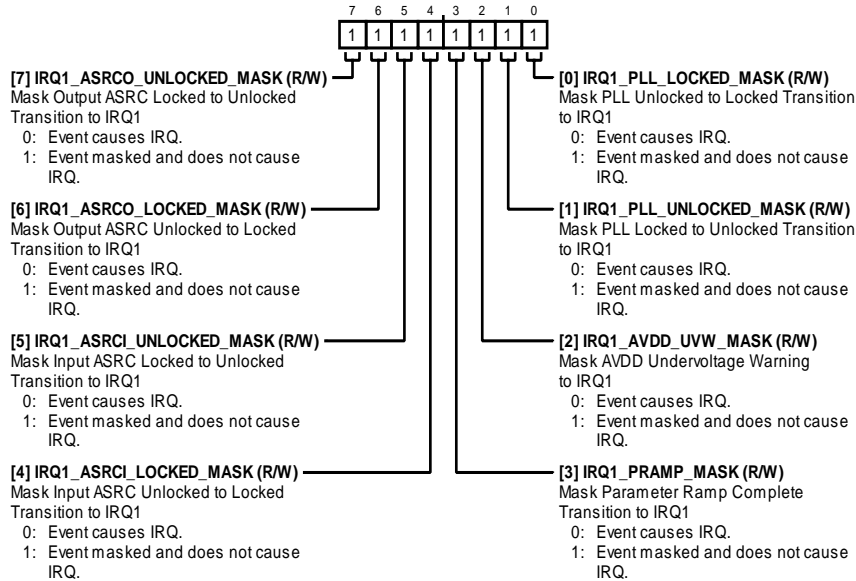 7 6 5 4 3 2 1 0
1 1 1 1 1 1 1 1
[7] IRQ1_ASRCO_UNLOCKED_MASK (R/W)
Mask Output ASRC Locked to Unlocked
Transition to IRQ1
0: Event causes IRQ.
1: Event masked and does not cause
IRQ.
[6] IRQ1_ASRCO_LOCKED_MASK (R/W)
Mask Output ASRC Unlocked to Locked
Transition to IRQ1
0: Event causes IRQ.
1: Event masked and does not cause
IRQ.
[5] IRQ1_ASRCI_UNLOCKED_MASK (R/W)
Mask Input ASRC Locked to Unlocked
Transition to IRQ1
0: Event causes IRQ.
1: Event masked and does not cause
IRQ.
[4] IRQ1_ASRCI_LOCKED_MASK (R/W)
Mask Input ASRC Unlocked to Locked
Transition to IRQ1
0: Event causes IRQ.
1: Event masked and does not cause
IRQ.
[0] IRQ1_PLL_LOCKED_MASK (R/W)
Mask PLL Unlocked to Locked Transition
to IRQ1
0: Event causes IRQ.
1: Event masked and does not cause
IRQ.
[1] IRQ1_PLL_UNLOCKED_MASK (R/W)
Mask PLL Locked to Unlocked Transition
to IRQ1
0: Event causes IRQ.
1: Event masked and does not cause
IRQ.
[2] IRQ1_AVDD_UVW_MASK (R/W)
Mask AVDD Undervoltage Warning
to IRQ1
0: Event causes IRQ.
1: Event masked and does not cause
IRQ.
[3] IRQ1_PRAMP_MASK (R/W)
Mask Parameter Ramp Complete
Transition to IRQ1
0: Event causes IRQ.
1: Event masked and does not cause
IRQ.